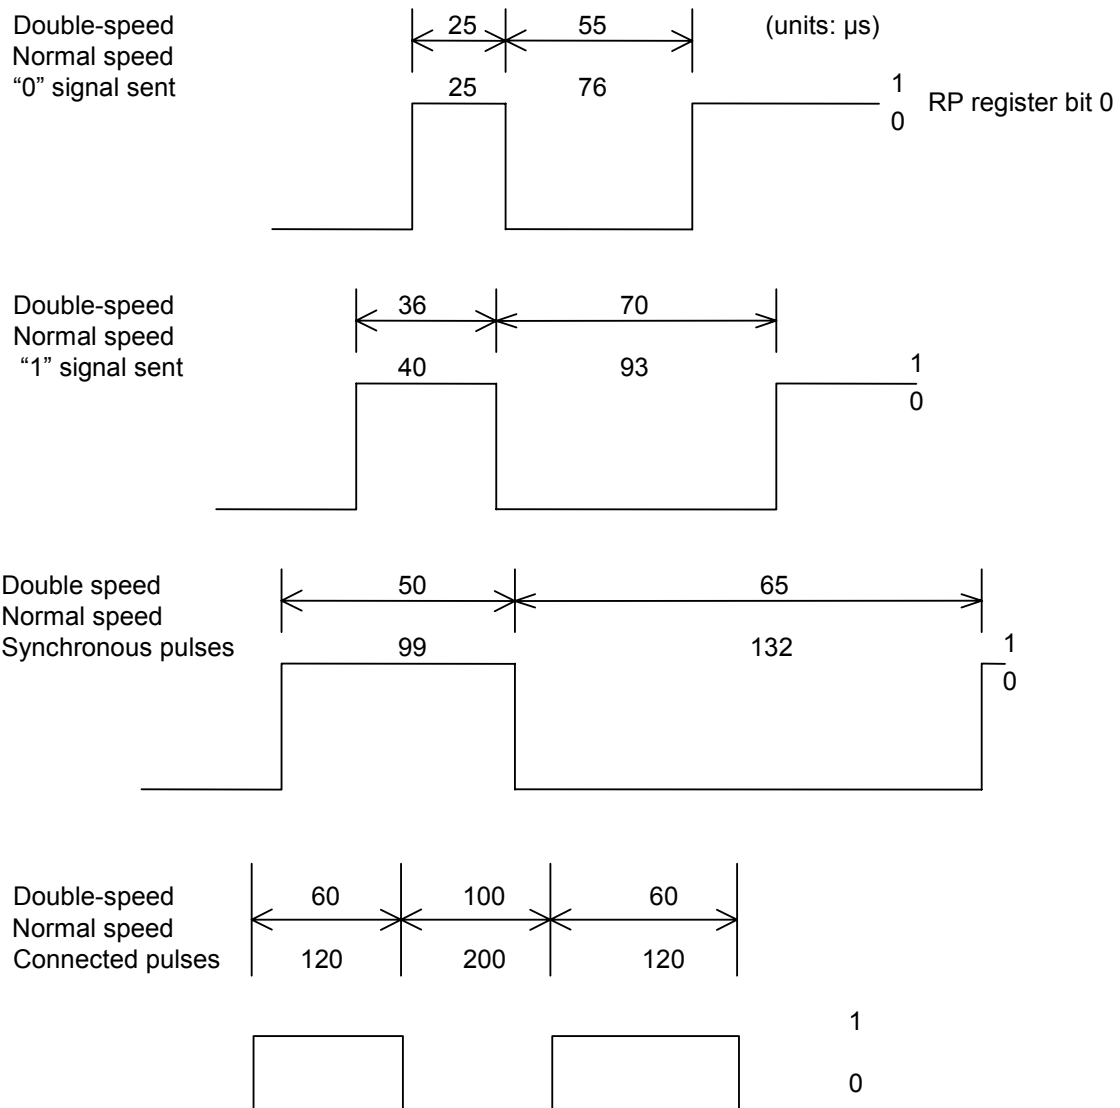 Double-speed 25 55 (units: µs)
Normal speed
“0” signal sent 25 76 1
0 RP register bit 0
Double-speed 36 70
Normal speed
“1” signal sent 40 93 1
0
Double speed 50 65
Normal speed
Synchronous pulses 99 132 1
0
Double-speed 60 100 60
Normal speed
Connected pulses 120 200 120
1
0